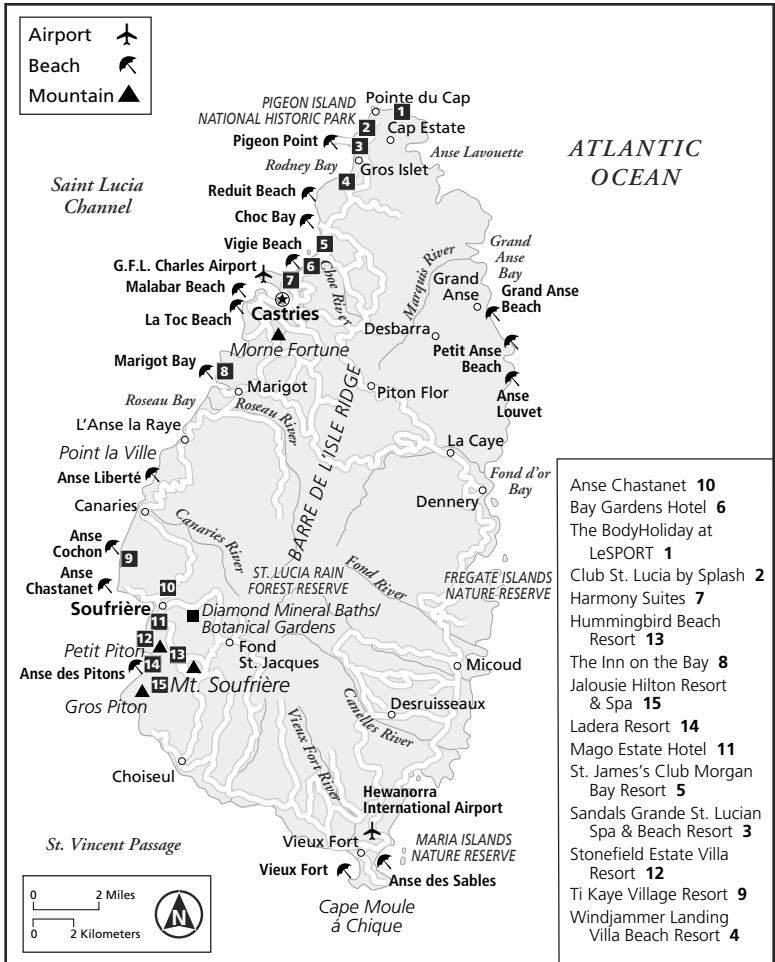 Airport
Beach
Mountain
PIGEON ISLAND
NATIONAL HISTORIC PARK
Pointe du Cap
1
2
Cap Estate
Pigeon Point
3
Anse Lavouette
ATLANTIC
OCEAN
Rodney Bay
Gros Islet
4
Saint Lucia
Channel
Reduit Beach
Choc Bay
Vigie Beach
5
6
G.F.L. Charles Airport
7
Choe River
Marquis River
Grand
Anse
Bay
Grand
Anse
Grand Anse
Beach
Malabar Beach
La Toc Beach
Castries
Desbarra
Petit Anse
Beach
Morne Fortune
Marigot Bay
8
Marigot
Piton Flor
Anse
Louvet
Roseau Bay
Roseau River
BARRE DE L'ISLE RIDGE
L'Anse la Raye
La Caye
Point la Ville
Anse Liberté
Fond d'or
Bay
Canaries
Dennery
Canaries River
Anse
Cochon
9
Anse
Chastanet
ST. LUCIA RAIN
FOREST RESERVE
Fond River
FREGATE ISLANDS
NATURE RESERVE
10
Soufrière
Diamond Mineral Baths/
Botanical Gardens
11
12
Petit Piton
13
Fond
St. Jacques
Micoud
Anse des Pitons
14
15
Mt. Soufrière
Gros Piton
Desruisseaux
Canelles River
Vieux Fort River
Choiseul
Hewanorra
International Airport
St. Vincent Passage
Vieux Fort
MARIA ISLANDS
NATURE RESERVE
Vieux Fort
Anse des Sables
Cape Moule
á Chique
0 2 Miles
0 2 Kilometers
N
Anse Chastanet 10
Bay Gardens Hotel 6
The BodyHoliday at
LeSPORT 1
Club St. Lucia by Splash 2
Harmony Suites 7
Hummingbird Beach
Resort 13
The Inn on the Bay 8
Jalousie Hilton Resort
& Spa 15
Ladera Resort 14
Mago Estate Hotel 11
St. James's Club Morgan
Bay Resort 5
Sandals Grande St. Lucian
Spa & Beach Resort 3
Stonefield Estate Villa
Resort 12
Ti Kaye Village Resort 9
Windjammer Landing
Villa Beach Resort 4